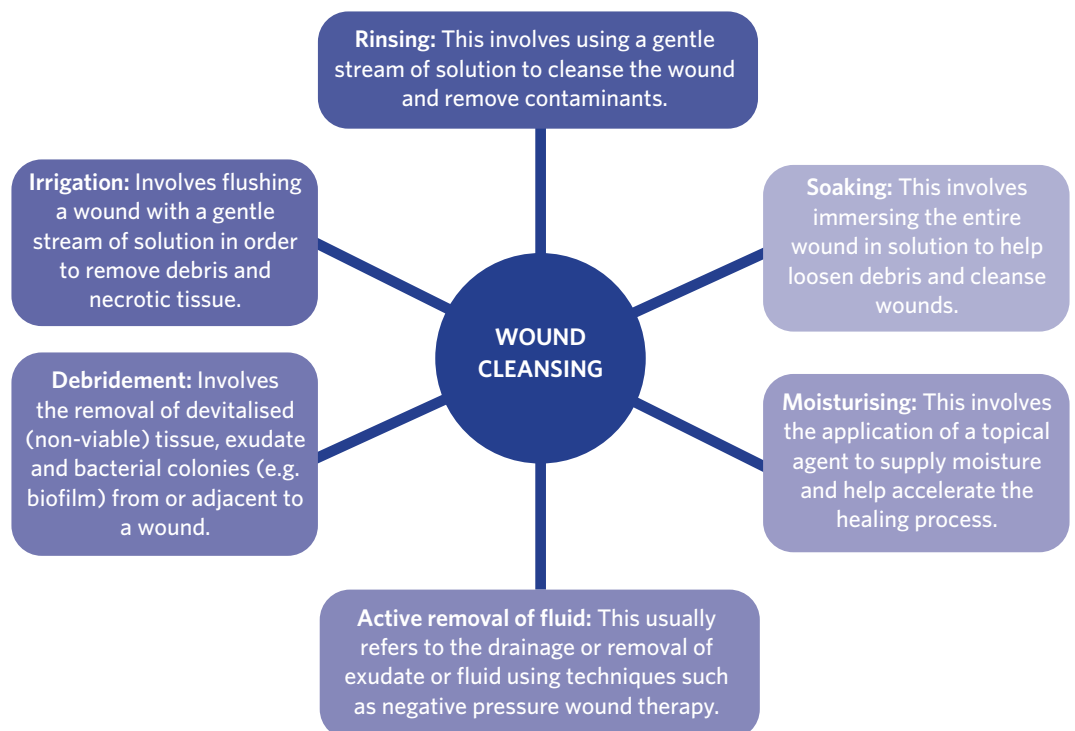 Rinsing: This involves using a gentle
stream of solution to cleanse the wound
and remove contaminants.
Irrigation: Involves flushing
a wound with a gentle
stream of solution in order
to remove debris and
necrotic tissue.
Soaking: This involves
immersing the entire
wound in solution to help
loosen debris and cleanse
wounds.
WOUND
CLEANSING
Debridement: Involves
the removal of devitalised
(non-viable) tissue, exudate
and bacterial colonies (e.g.
biofilm) from or adjacent to
a wound.
Moisturising: This involves
the application of a topical
agent to supply moisture
and help accelerate the
healing process.
Active removal of fluid: This usually
refers to the drainage or removal of
exudate or fluid using techniques such
as negative pressure wound therapy.